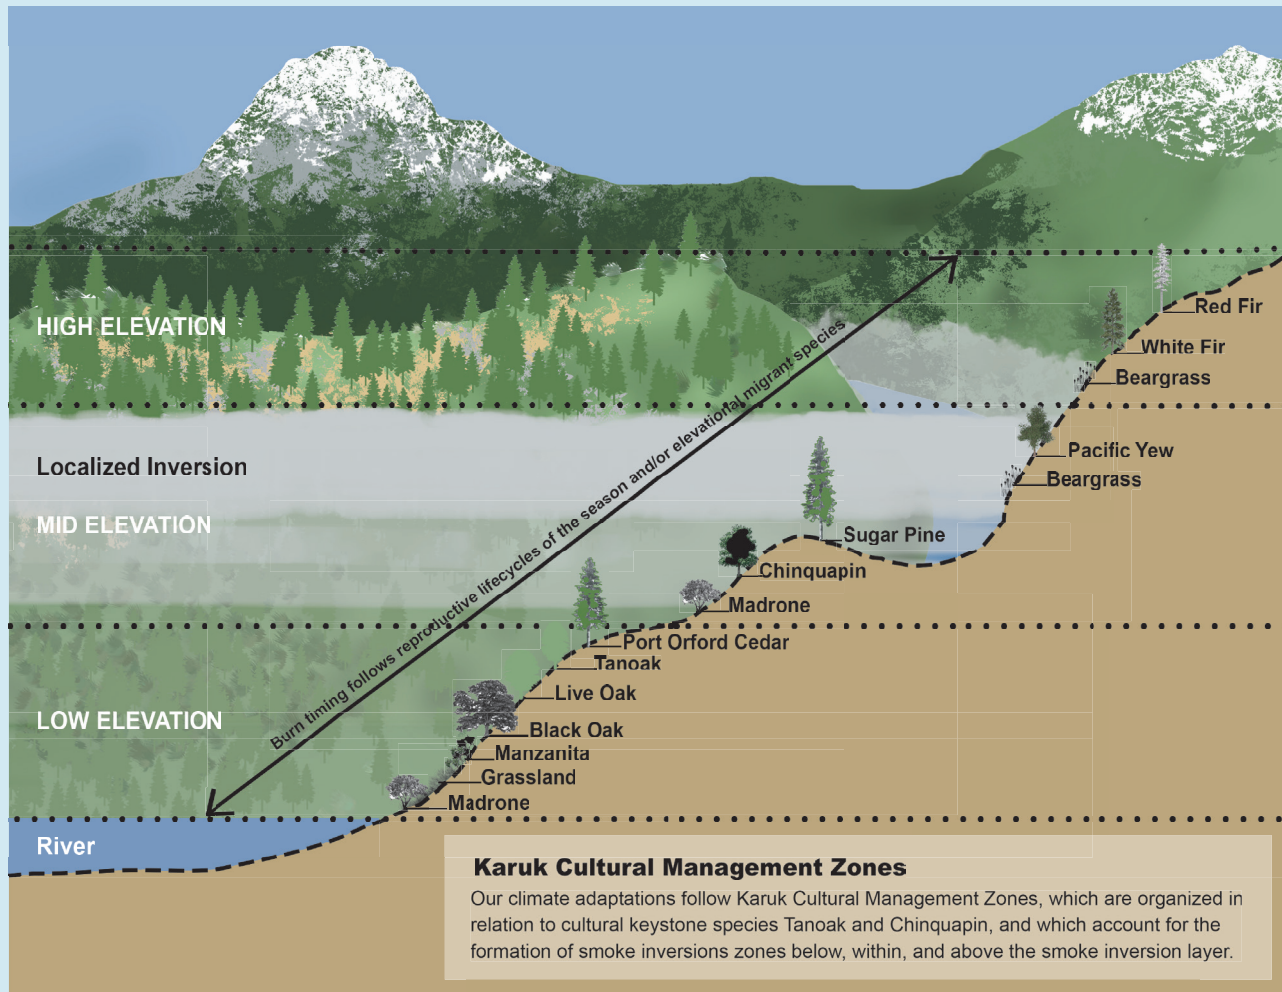 HIGH ELEVATION
Red Fir
White Fir
Beargrass
Localized Inversion
Pacific Yew
Beargrass
MID ELEVATION
Sugar Pine
Chinquapin
Madrone
Burn timing follows reproductive lifecycles of the season and/or elevational migrant species
Port Orford Cedar
Tanoak
Live Oak
LOW ELEVATION
Black Oak
Manzanita
Grassland
Madrone
River
Karuk Cultural Management Zones
Our climate adaptations follow Karuk Cultural Management Zones, which are organized in
relation to cultural keystone species Tanoak and Chinquapin, and which account for the
formation of smoke inversions zones below, within, and above the smoke inversion layer.